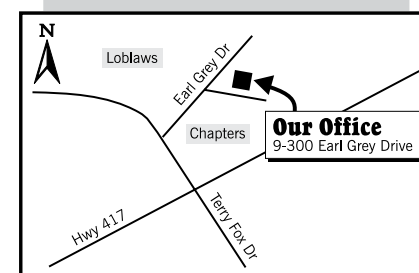 N
Loblaws
Earl Grey Dr
Chapters
Our Office
9-300 Earl Grey Drive
Hwy 417
Terry Fox Dr